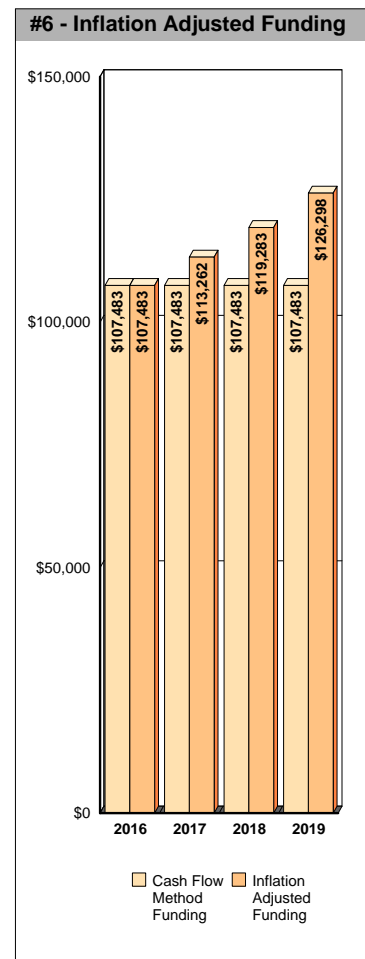 #6 - Inflation Adjusted Funding
$150,000
$100,000
$50,000
$0
$107,483
$107,483
$107,483
$113,262
$107,483
$119,283
$107,483
$126,298
2016 2017 2018 2019
Cash Flow
Method
Funding
Inflation
Adjusted
Funding